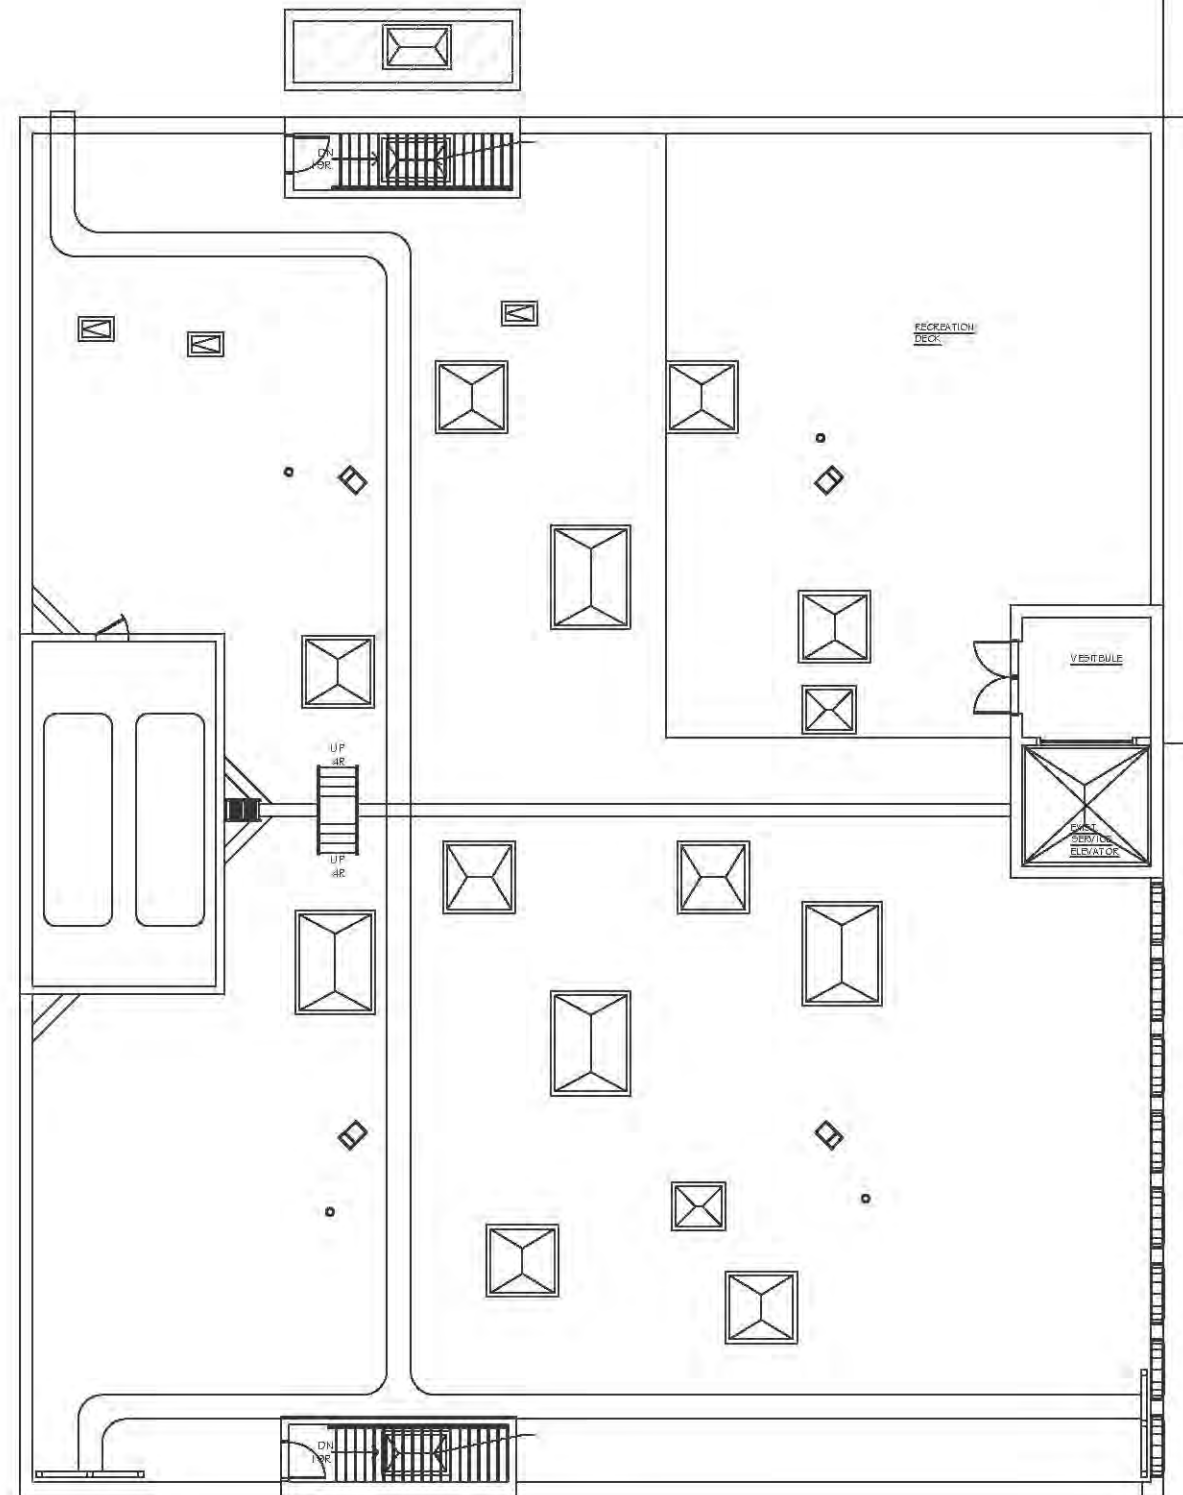 DN
19R
RECREATION
DECK
VESTIBULE
UP
4R
EXIST.
SERVICE
ELEVATOR
UP
4R
DN
19R